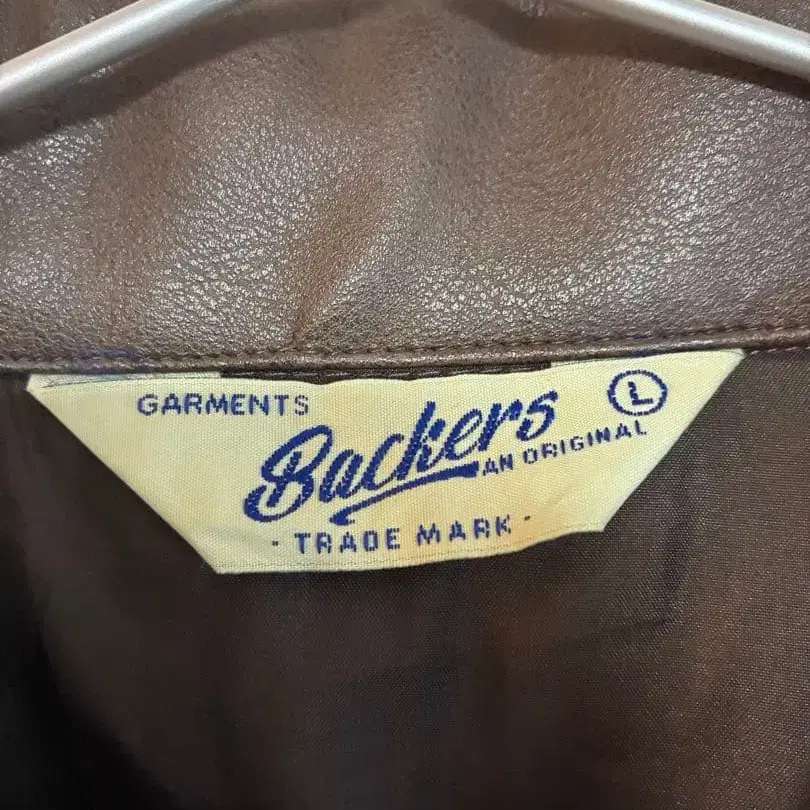 GARMENTS L
Backers
AN ORIGINAL
· TRADE MARK ·